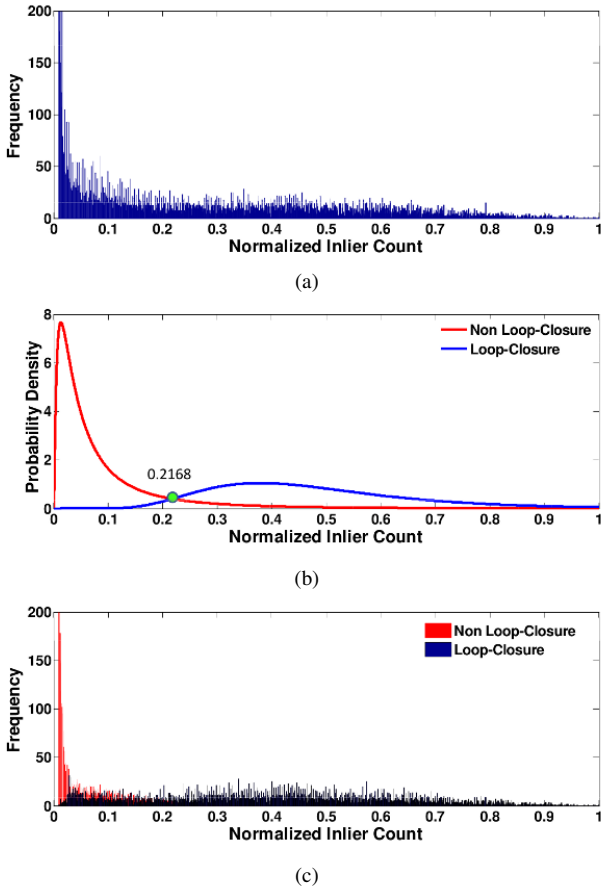 200
150
100
50
0
Frequency
0 0.1 0.2 0.3 0.4 0.5 0.6 0.7 0.8 0.9 1
Normalized Inlier Count
(a)
8
6
4
2
0
Probability Density
Non Loop-Closure
Loop-Closure
0.2168
0 0.1 0.2 0.3 0.4 0.5 0.6 0.7 0.8 0.9 1
Normalized Inlier Count
(b)
200
150
100
50
0
Frequency
Non Loop-Closure
Loop-Closure
0 0.1 0.2 0.3 0.4 0.5 0.6 0.7 0.8 0.9 1
Normalized Inlier Count
(c)